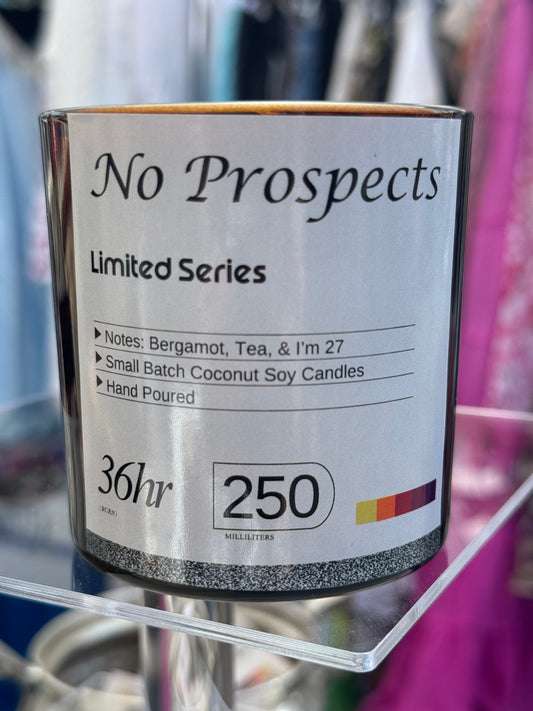 No Prospects
Limited Series
Notes: Bergamot, Tea, & I'm 27
Small Batch Coconut Soy Candles
Hand Poured
36hr
(BURN)
250
MILLILITERS